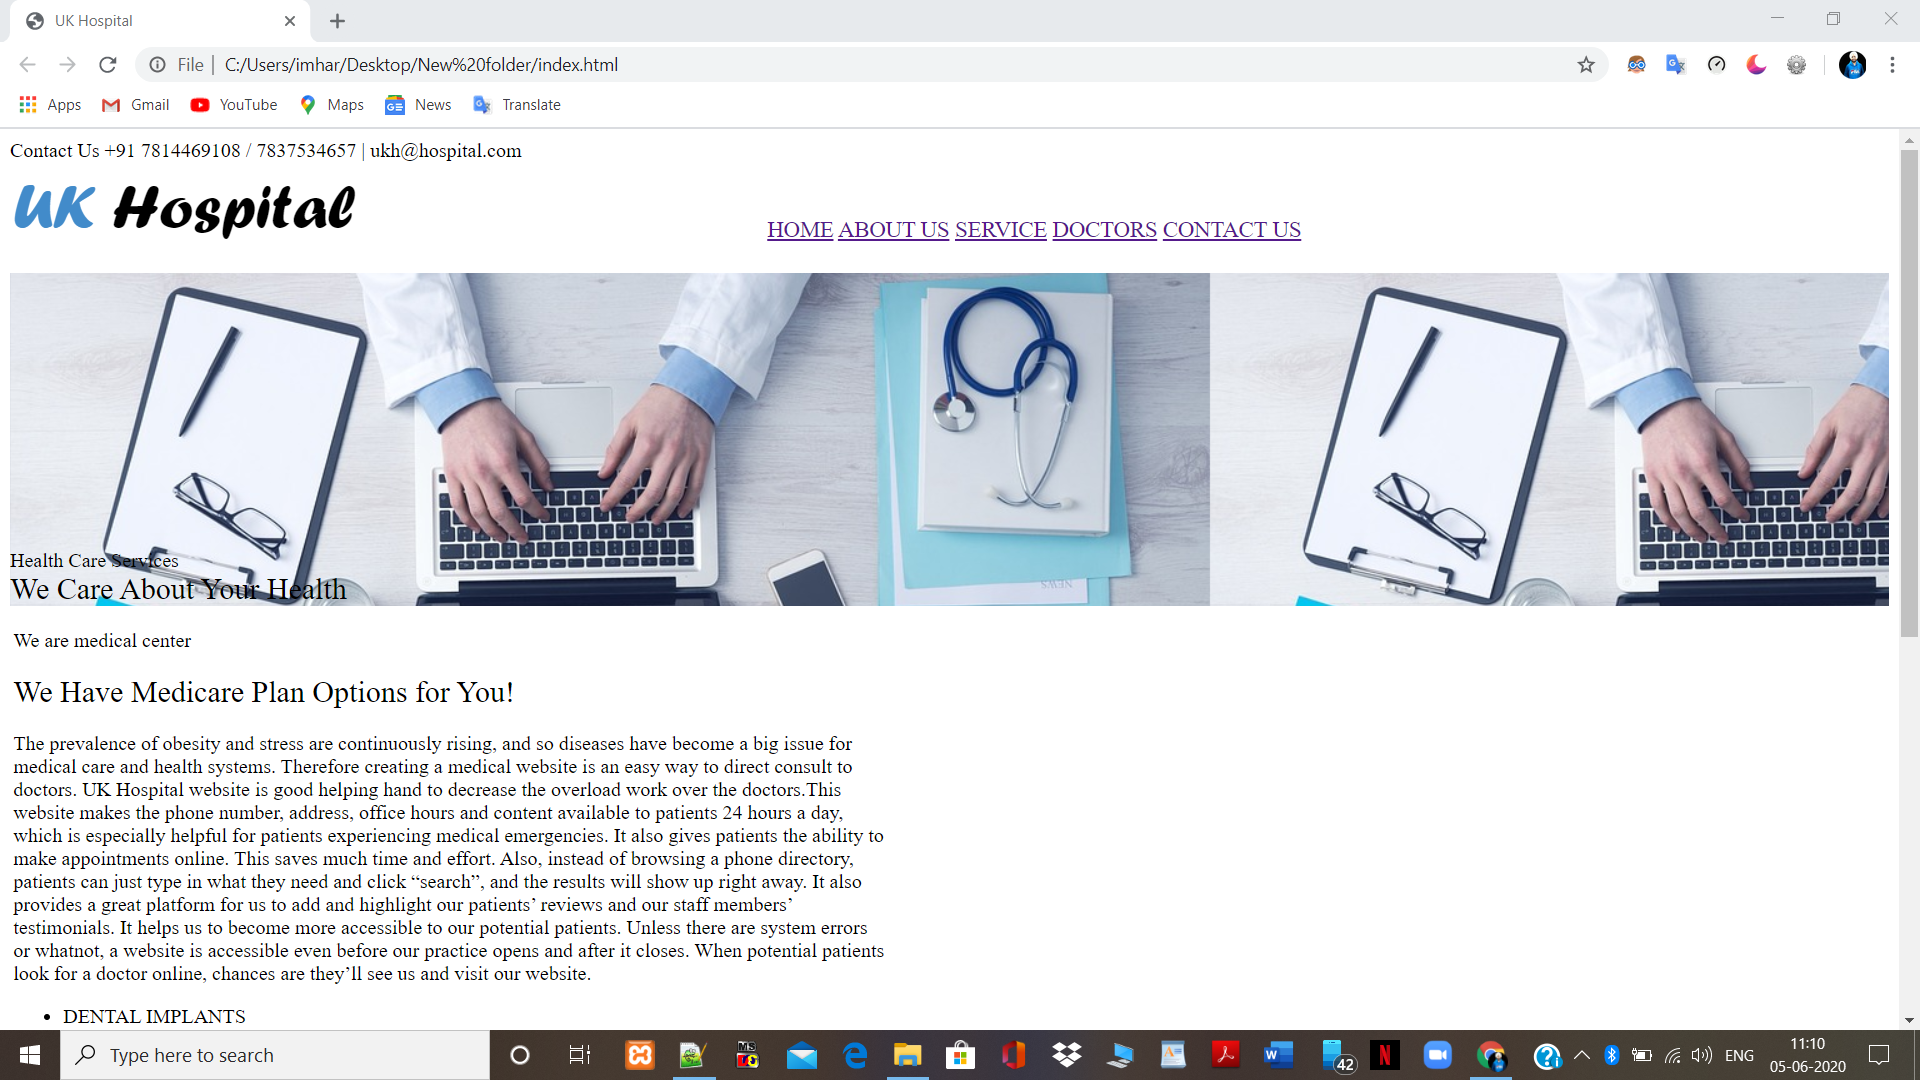 UK Hospital
File | C:/Users/imhar/Desktop/New%20folder/index.html
Apps Gmail YouTube Maps News Translate
Contact Us +91 7814469108 / 7837534657 | ukh@hospital.com
UK Hospital
HOME ABOUT US SERVICE DOCTORS CONTACT US
NEWS
Health Care Services
We Care About Your Health
We are medical center
We Have Medicare Plan Options for You!
The prevalence of obesity and stress are continuously rising, and so diseases have become a big issue for
medical care and health systems. Therefore creating a medical website is an easy way to direct consult to
doctors. UK Hospital website is good helping hand to decrease the overload work over the doctors.This
website makes the phone number, address, office hours and content available to patients 24 hours a day,
which is especially helpful for patients experiencing medical emergencies. It also gives patients the ability to
make appointments online. This saves much time and effort. Also, instead of browsing a phone directory,
patients can just type in what they need and click “search”, and the results will show up right away. It also
provides a great platform for us to add and highlight our patients’ reviews and our staff members’
testimonials. It helps us to become more accessible to our potential patients. Unless there are system errors
or whatnot, a website is accessible even before our practice opens and after it closes. When potential patients
look for a doctor online, chances are they’ll see us and visit our website.
• DENTAL IMPLANTS
Type here to search
42
ENG
11:10
05-06-2020